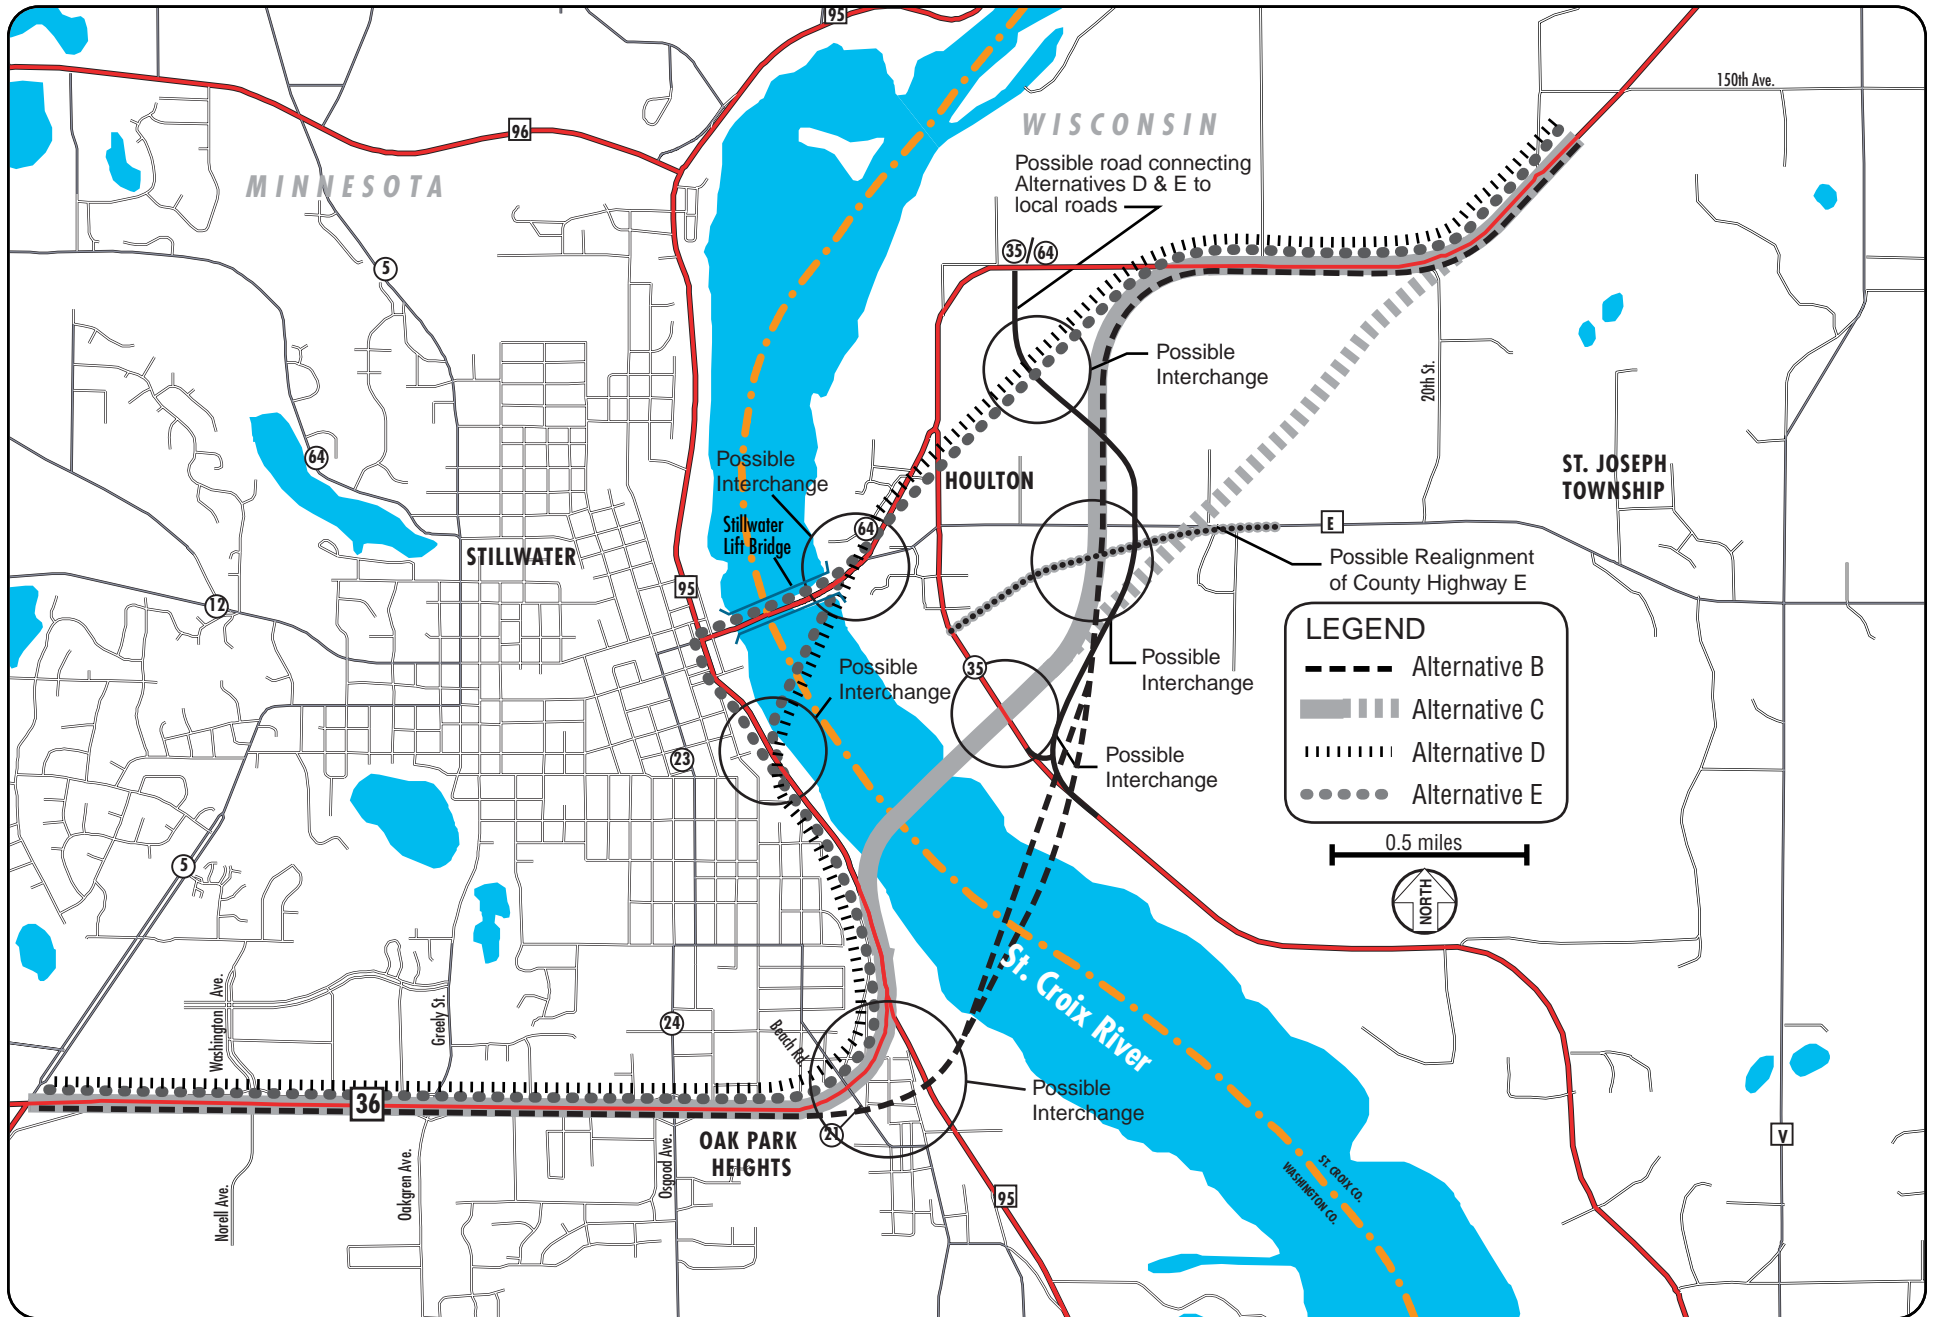 95
150th Ave.
WISCONSIN
96
Possible road connecting
Alternatives D & E to
local roads
MINNESOTA
35/64
5
Possible
Interchange
20th St.
64
Possible
Interchange
HOULTON
ST. JOSEPH
TOWNSHIP
Stillwater
Lift Bridge
64
E
STILLWATER
Possible Realignment
of County Highway E
95
12
LEGEND
Alternative B
Alternative C
Alternative D
Alternative E
35
Possible
Interchange
Possible
Interchange
23
Possible
Interchange
0.5 miles
NORTH
5
St. Croix River
Washington Ave.
Greely St.
24
Beach Rd.
36
Possible
Interchange
21
OAK PARK
HEIGHTS
V
Norell Ave.
Oakgren Ave.
Osgood Ave.
ST. CROIX CO.
WASHINGTON CO.
95